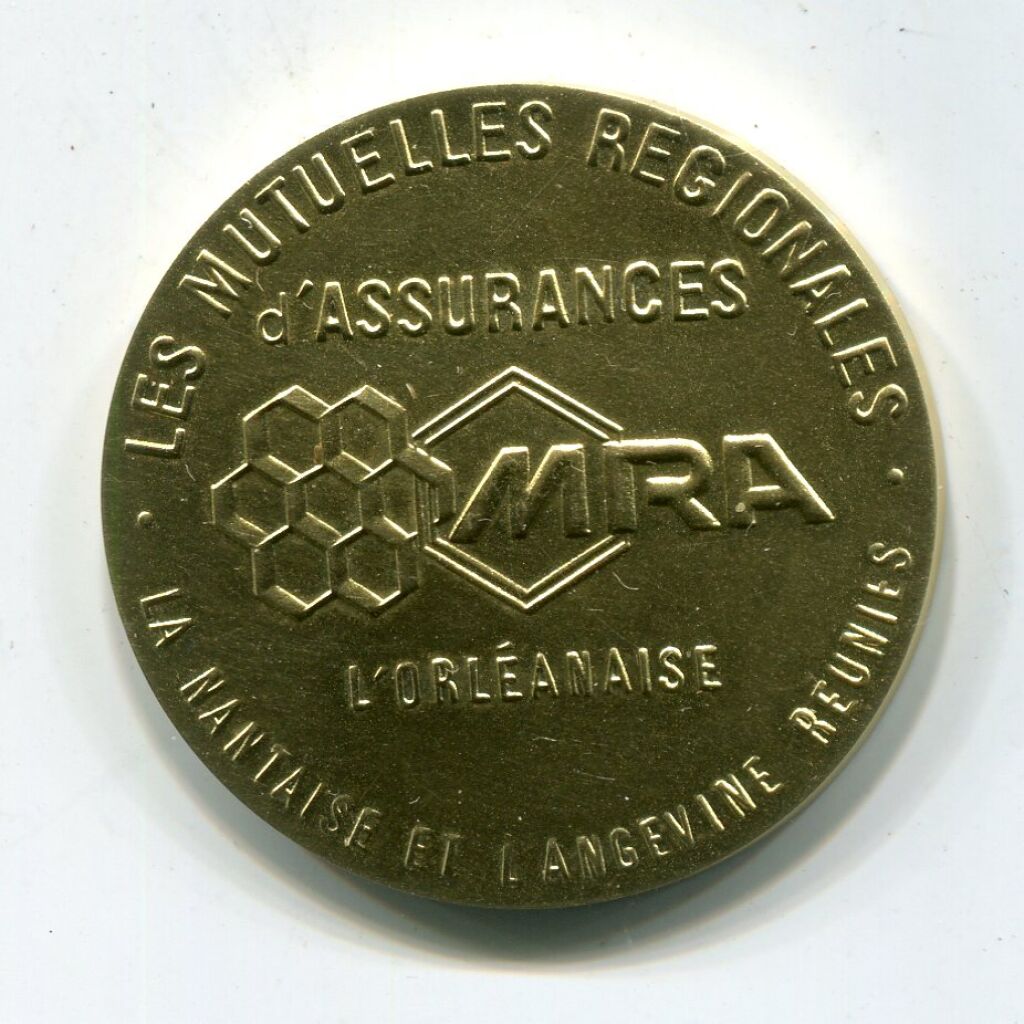 LES MUTUELLES REGIONALES
d'ASSURANCES
MRA
L'ORLÉANAISE
LA NANTAISE ET L ANGEVINE REUNIES